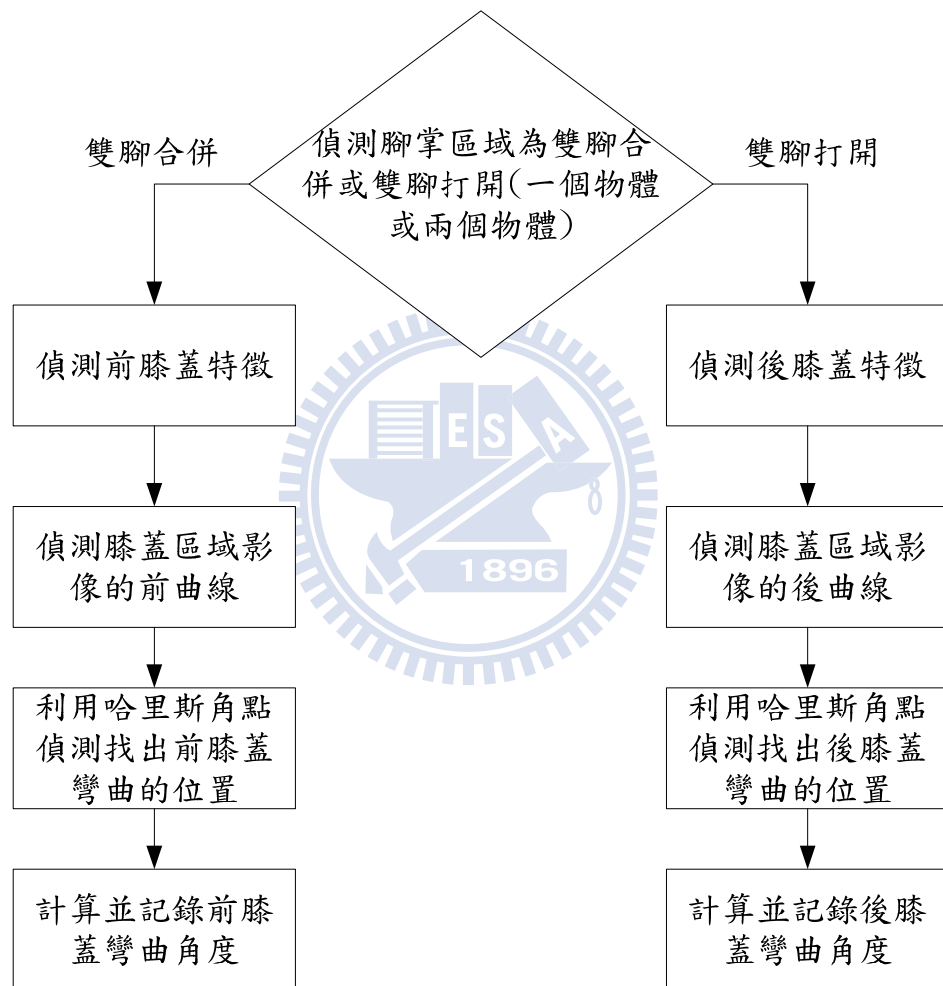 偵測腳掌區域為雙腳合
併或雙腳打開(一個物體
或兩個物體)
雙腳合併
雙腳打開
偵測前膝蓋特徵
偵測膝蓋區域影
像的前曲線
利用哈里斯角點
偵測找出前膝蓋
彎曲的位置
計算並記錄前膝
蓋彎曲角度
偵測後膝蓋特徵
偵測膝蓋區域影
像的後曲線
利用哈里斯角點
偵測找出後膝蓋
彎曲的位置
計算並記錄後膝
蓋彎曲角度
E S A
1896